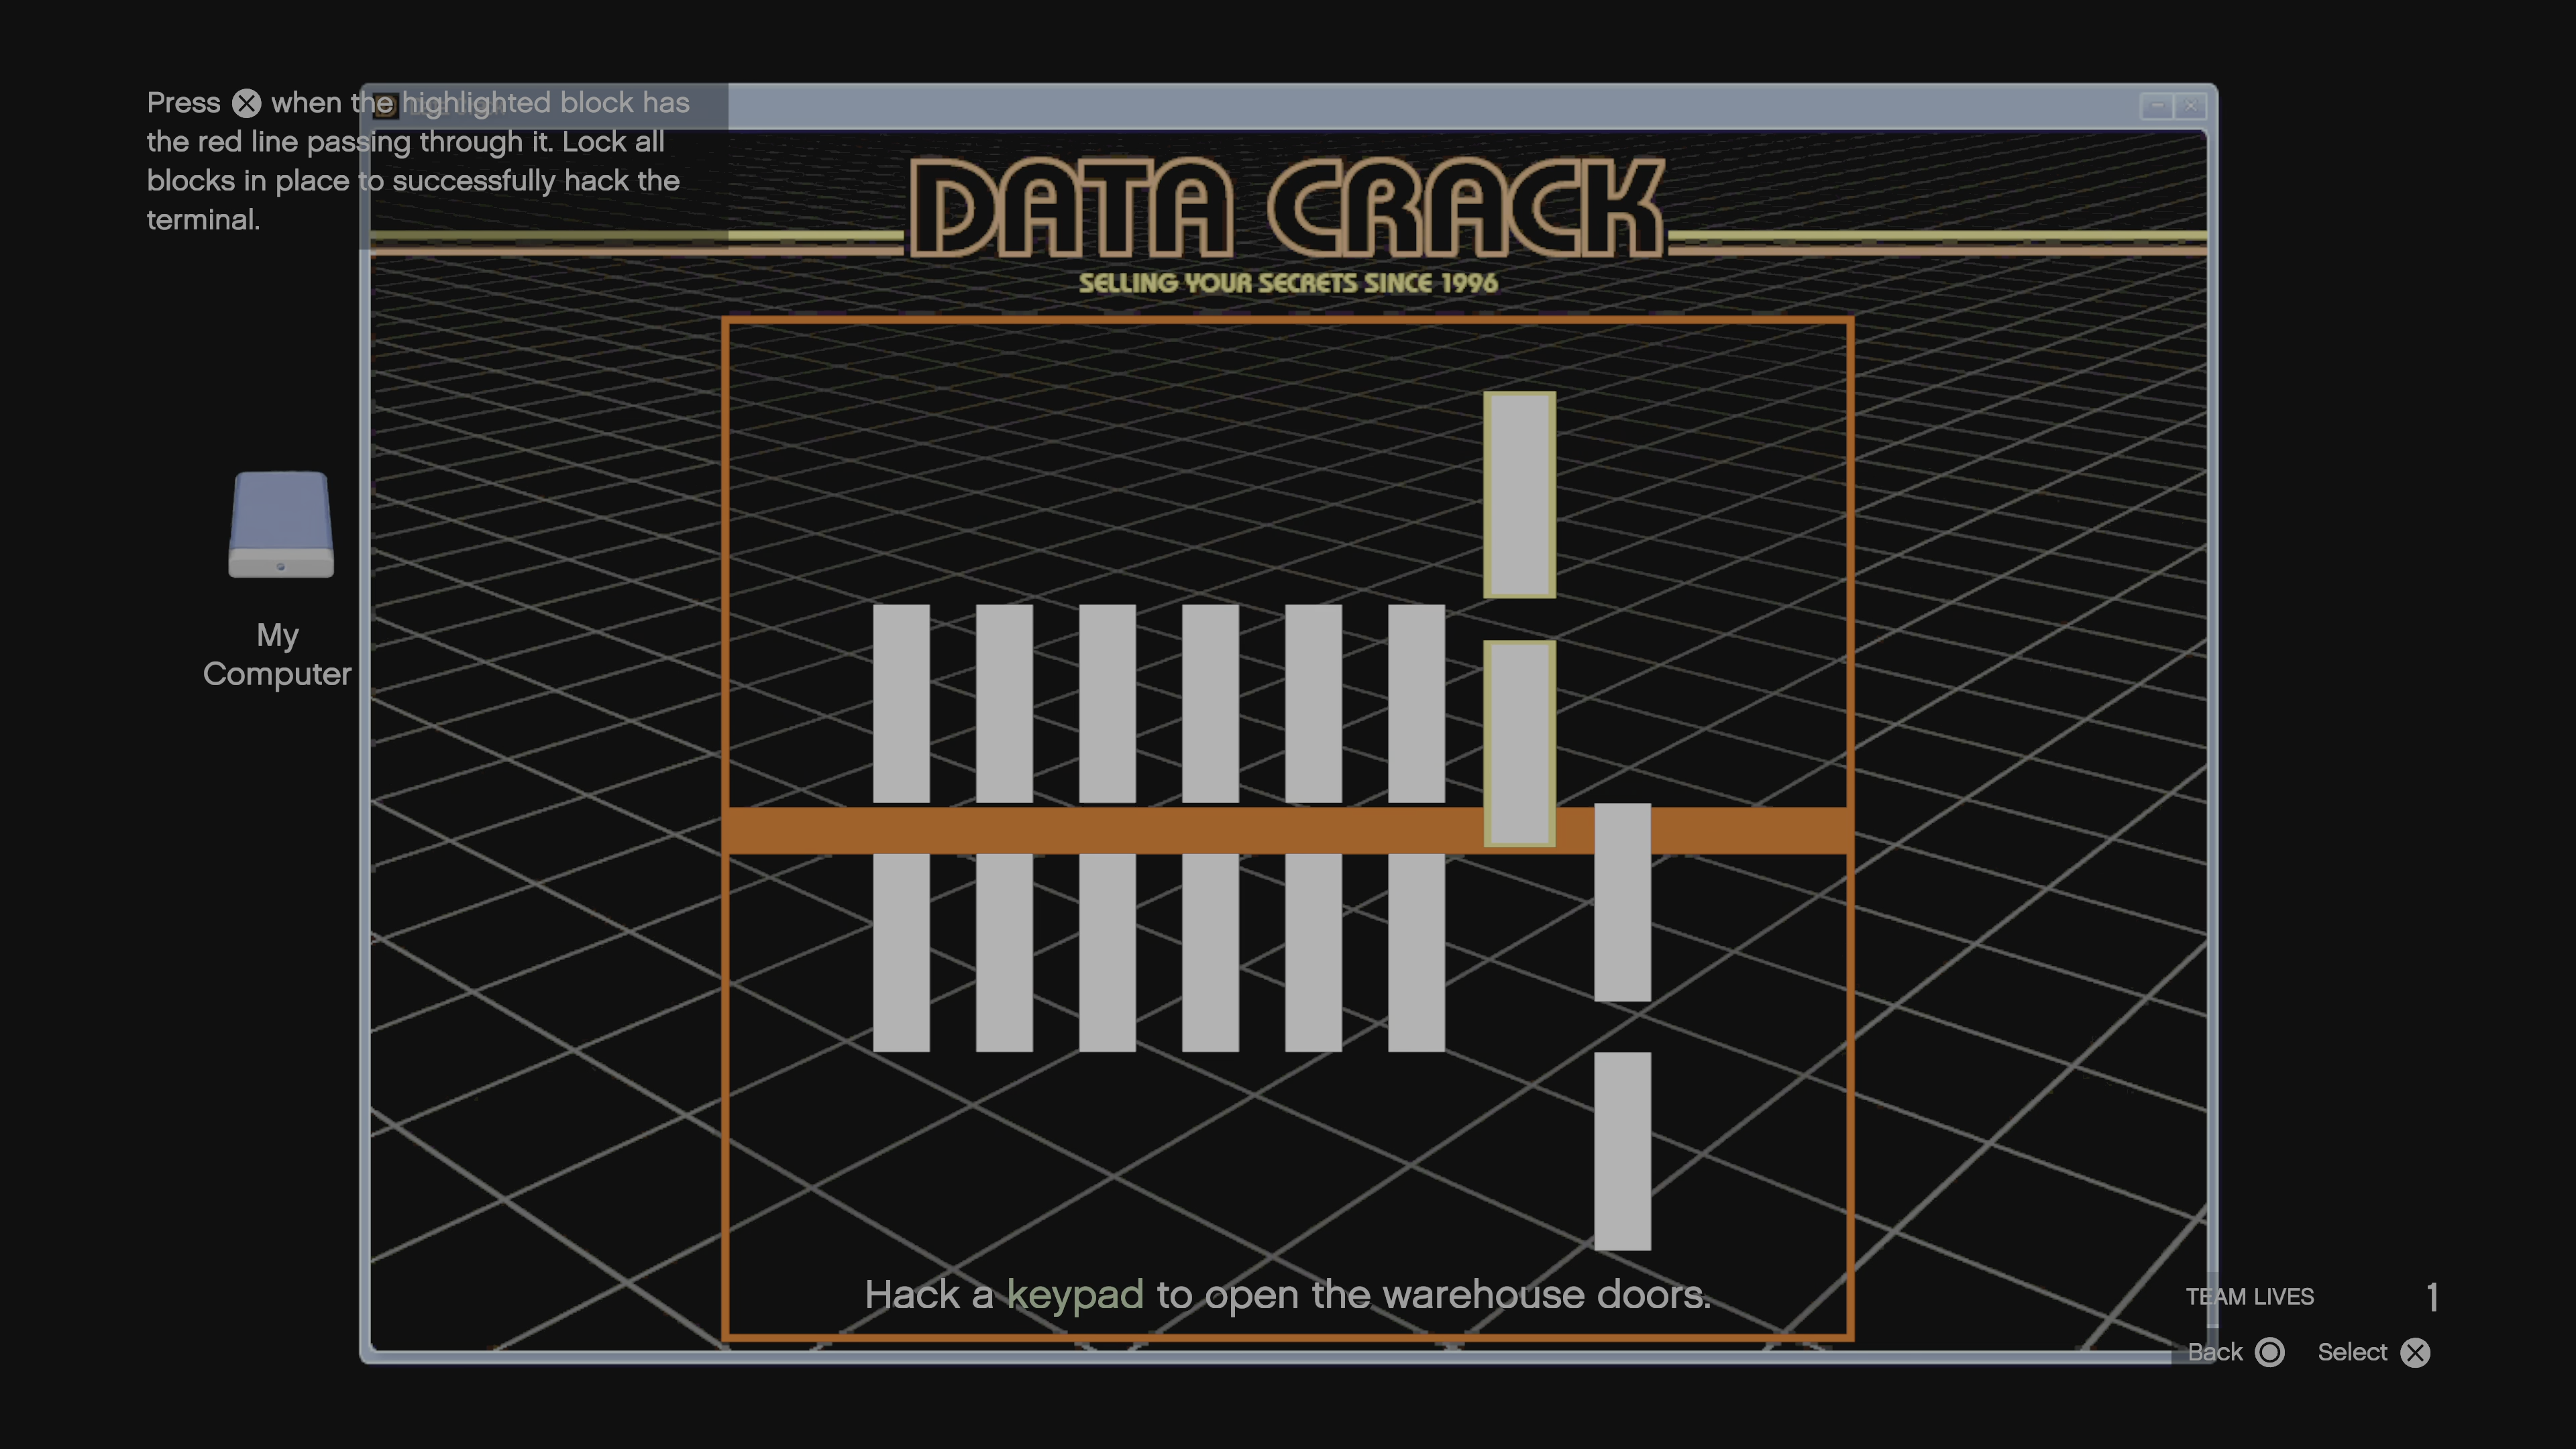 Press ⊗ when the highlighted block has
the red line passing through it. Lock all
blocks in place to successfully hack the
terminal.
DATA CRACK
SELLING YOUR SECRETS SINCE 1996
My
Computer
Hack a keypad to open the warehouse doors.
TEAM LIVES 1
Back Select